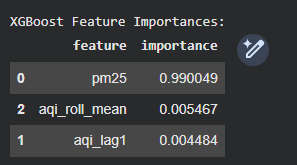 XGBoost Feature Importances:
feature importance
0 pm25 0.990049
2 aqi_roll_mean 0.005467
1 aqi_lag1 0.004484